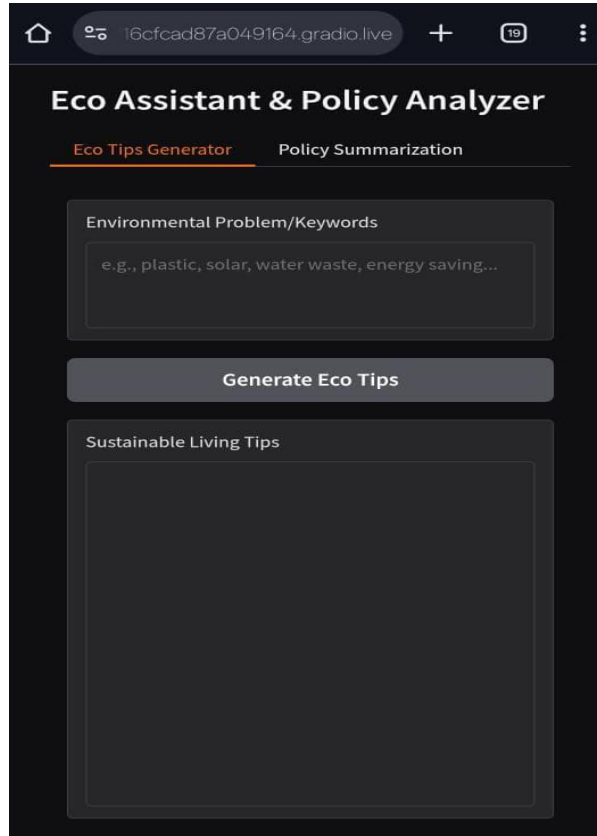 16cfcad87a049164.gradio.live
19
Eco Assistant & Policy Analyzer
Eco Tips Generator Policy Summarization
Environmental Problem/Keywords
e.g., plastic, solar, water waste, energy saving...
Generate Eco Tips
Sustainable Living Tips